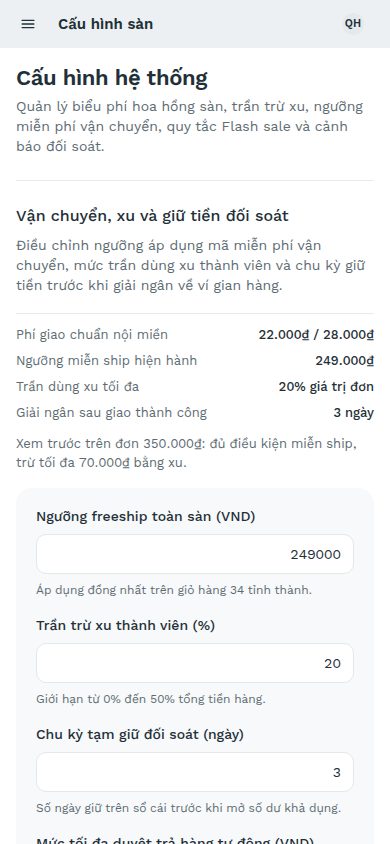 Cấu hình sàn
QH
Cấu hình hệ thống
Quản lý biểu phí hoa hồng sàn, trần trừ xu, ngưỡng
miễn phí vận chuyển, quy tắc Flash sale và cảnh
báo đối soát.
Vận chuyển, xu và giữ tiền đối soát
Điều chỉnh ngưỡng áp dụng mã miễn phí vận
chuyển, mức trần dùng xu thành viên và chu kỳ giữ
tiền trước khi giải ngân về ví gian hàng.
Phí giao chuẩn nội miền 22.000₫ / 28.000₫
Ngưỡng miễn ship hiện hành 249.000₫
Trần dùng xu tối đa 20% giá trị đơn
Giải ngân sau giao thành công 3 ngày
Xem trước trên đơn 350.000₫: đủ điều kiện miễn ship,
trừ tối đa 70.000₫ bằng xu.
Ngưỡng freeship toàn sàn (VND)
249000
Áp dụng đồng nhất trên giỏ hàng 34 tỉnh thành.
Trần trừ xu thành viên (%)
20
Giới hạn từ 0% đến 50% tổng tiền hàng.
Chu kỳ tạm giữ đối soát (ngày)
3
Số ngày giữ trên sổ cái trước khi mở số dư khả dụng.
Mức tối đa duyệt trả hàng tự động (VND)